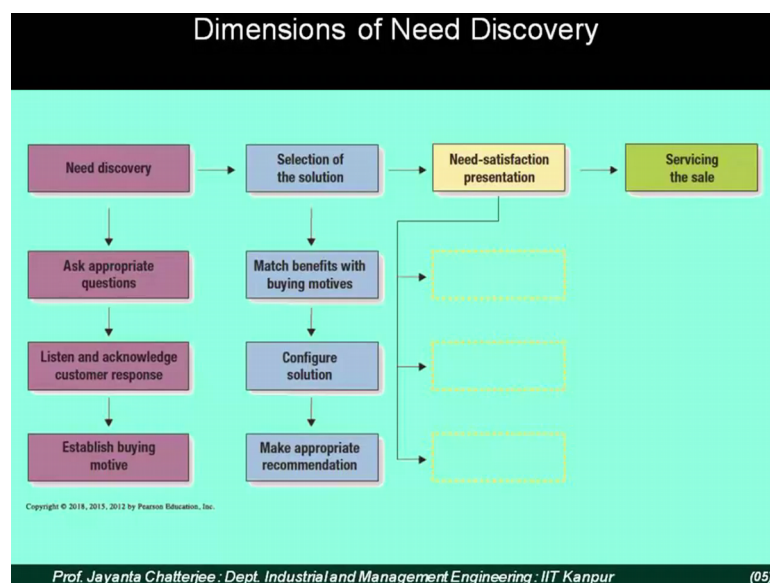 Dimensions of Need Discovery
Need discovery
Selection of
the solution
Need-satisfaction
presentation
Servicing
the sale
Ask appropriate
questions
Match benefits with
buying motives
Listen and acknowledge
customer response
Configure
solution
Establish buying
motive
Make appropriate
recommendation
Copyright © 2018, 2015, 2012 by Pearson Education, Inc.
Prof. Jayanta Chatterjee : Dept. Industrial and Management Engineering : IIT Kanpur
(05